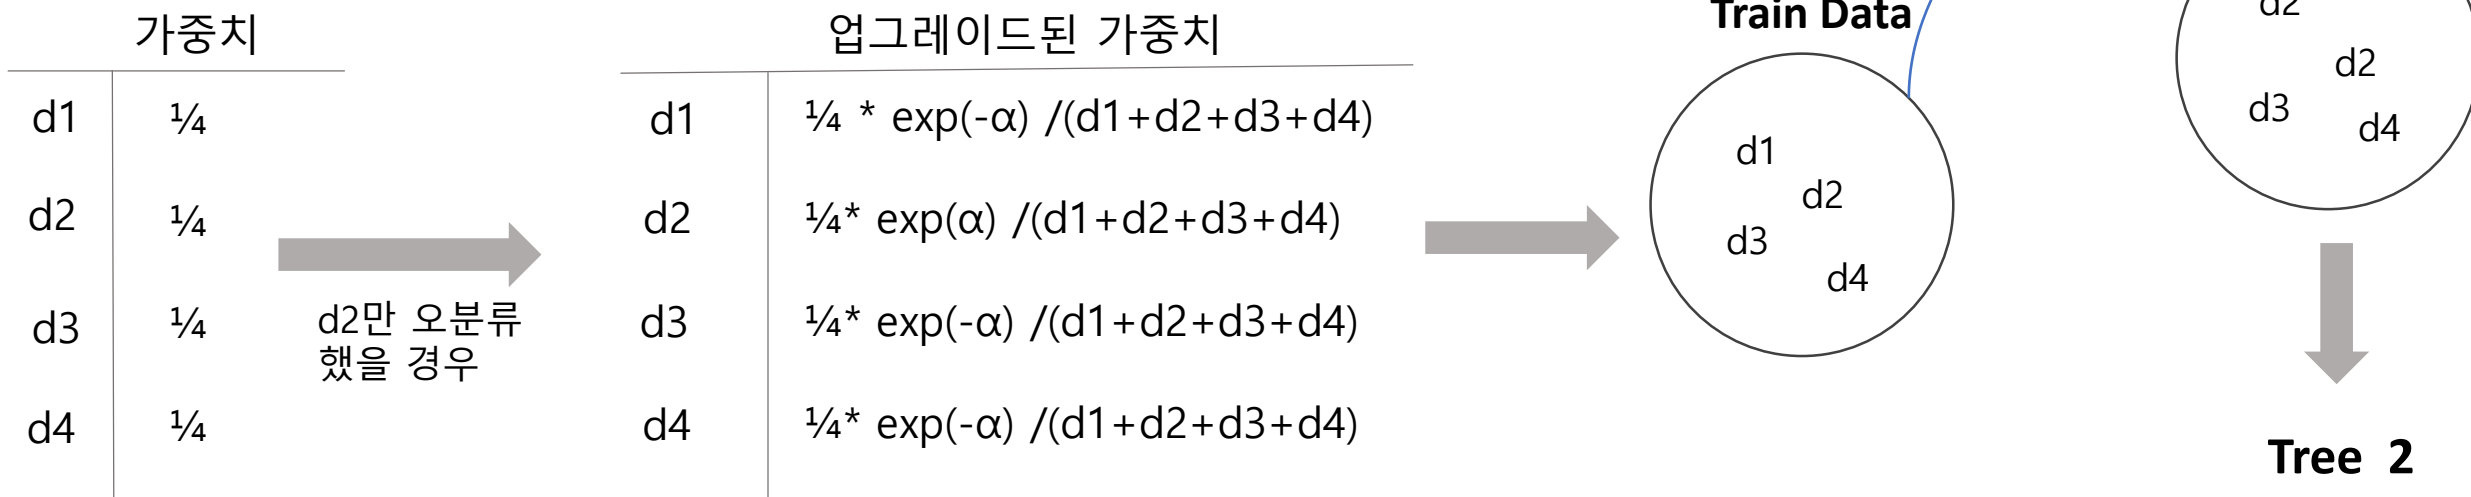 가중치
d1 ¼
d2 ¼
d3 ¼
d4 ¼
d2만 오분류
했을 경우
업그레이드된 가중치
d1 ¼ * exp(-α) /(d1+d2+d3+d4)
d2 ¼* exp(α) /(d1+d2+d3+d4)
d3 ¼* exp(-α) /(d1+d2+d3+d4)
d4 ¼* exp(-α) /(d1+d2+d3+d4)
Train Data
d1
d2
d3
d4
d2
d2
d3
d4
Tree 2